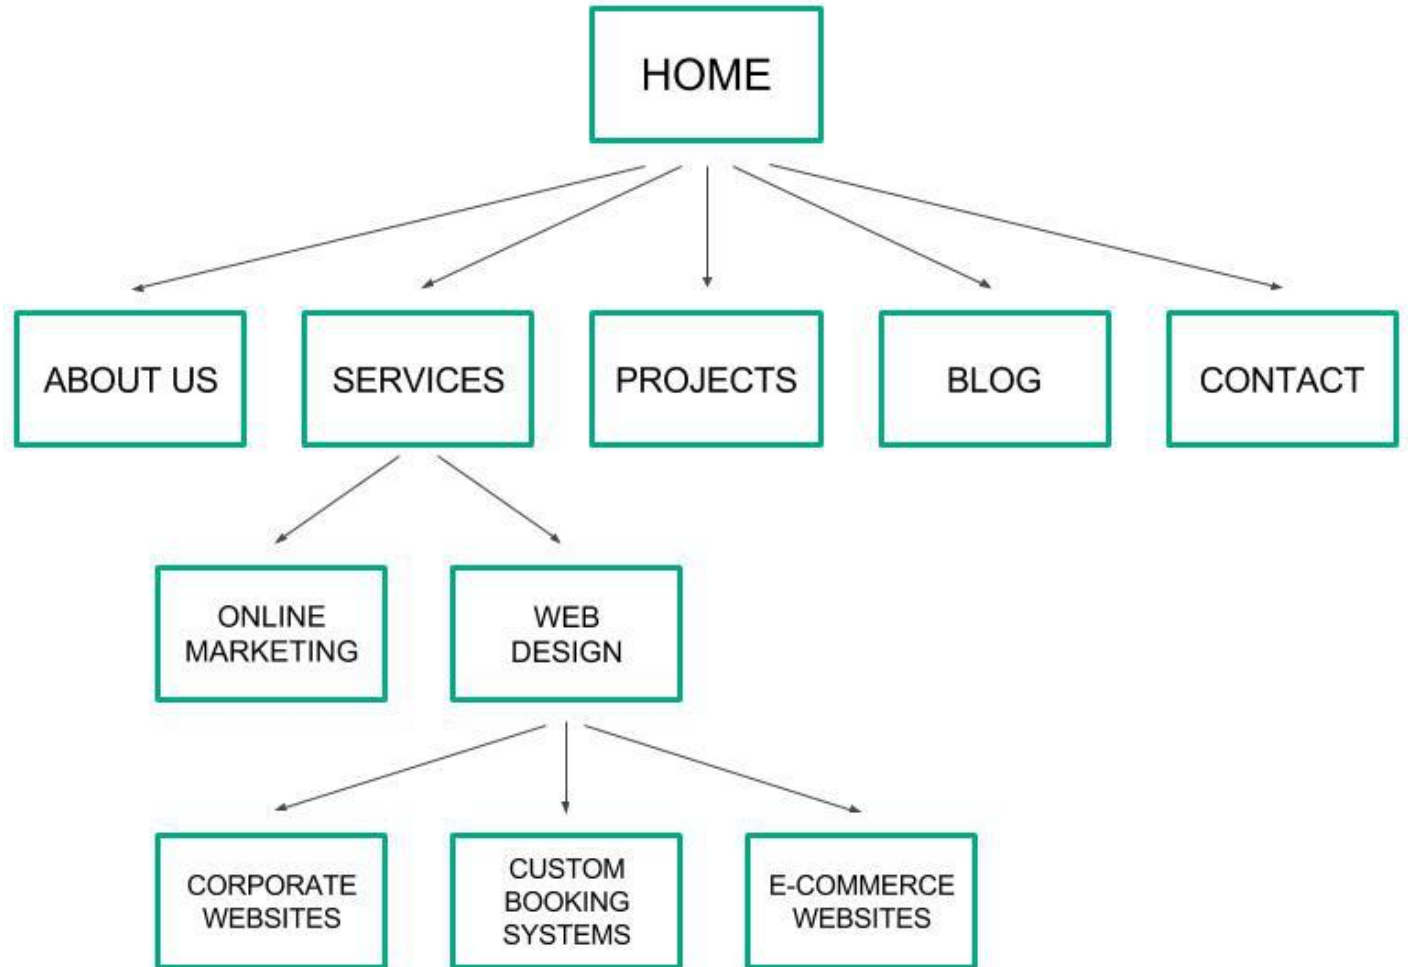 HOME
ABOUT US
SERVICES
PROJECTS
BLOG
CONTACT
ONLINE
MARKETING
WEB
DESIGN
CORPORATE
WEBSITES
CUSTOM
BOOKING
SYSTEMS
E-COMMERCE
WEBSITES